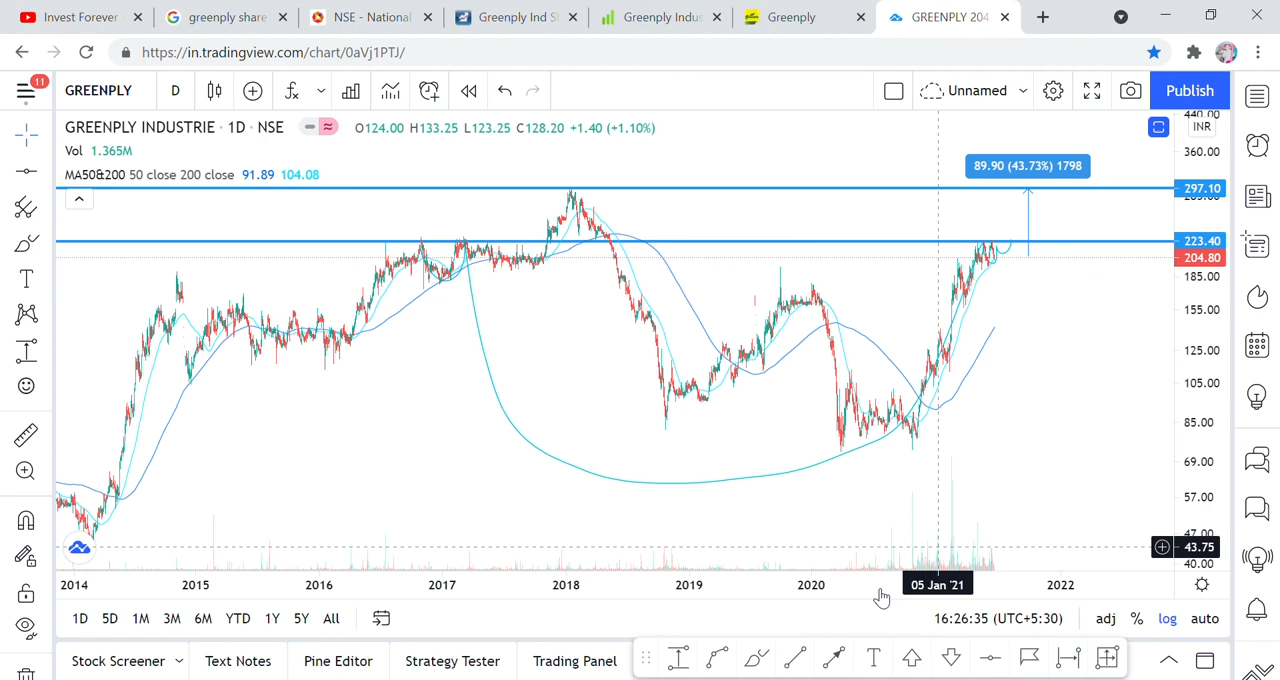 Invest Forever
greenply share
NSE - National
Greenply Ind S
Greenply Indus
Greenply
GREENPLY 204.
https://in.tradingview.com/chart/0aVj1PTJ/
11
GREENPLY
D
Unnamed
Publish
GREENPLY INDUSTRIE · 1D · NSE
O124.00 H133.25 L123.25 C128.20 +1.40 (+1.10%)
Vol 1.365M
MA50&200 50 close 200 close 91.89 104.08
89.90 (43.73%) 1798
440.00
INR
360.00
297.10
223.40
204.80
185.00
155.00
125.00
105.00
85.00
69.00
57.00
47.00
43.75
40.00
2014
2015
2016
2017
2018
2019
2020
05 Jan '21
2022
1D 5D 1M 3M 6M YTD 1Y 5Y All
16:26:35 (UTC+5:30)
adj % log auto
Stock Screener
Text Notes
Pine Editor
Strategy Tester
Trading Panel